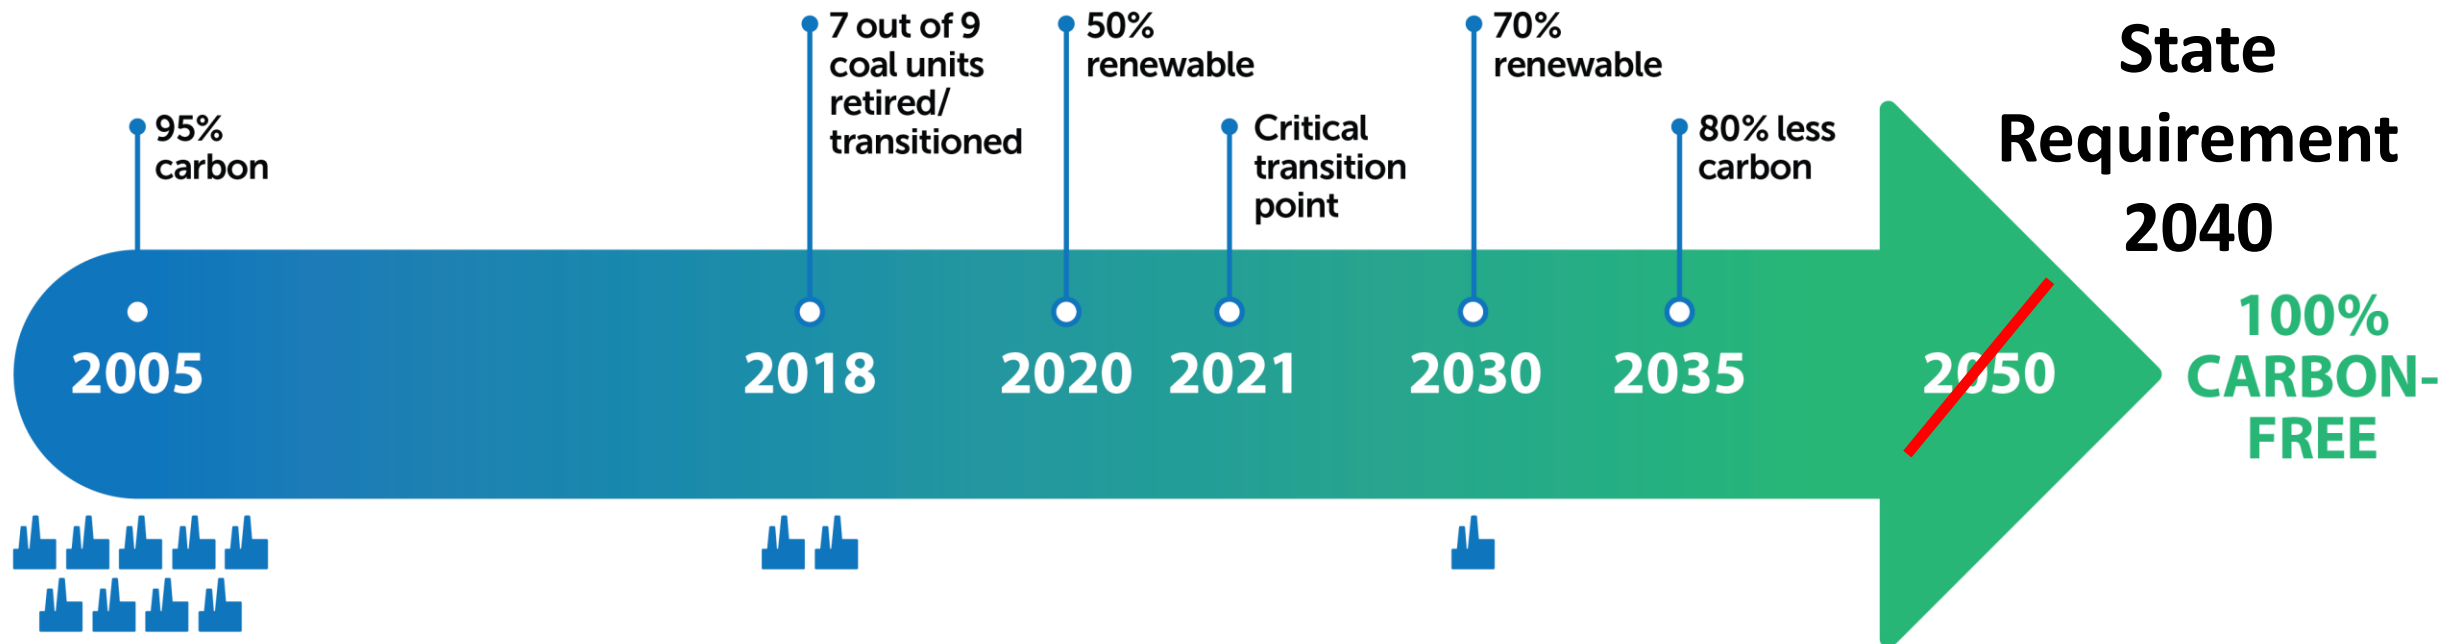 95%
carbon
7 out of 9
coal units
retired/
transitioned
50%
renewable
Critical
transition
point
70%
renewable
80% less
carbon
State
Requirement
2040
2005
2018
2020
2021
2030
2035
2050
100%
CARBON-
FREE